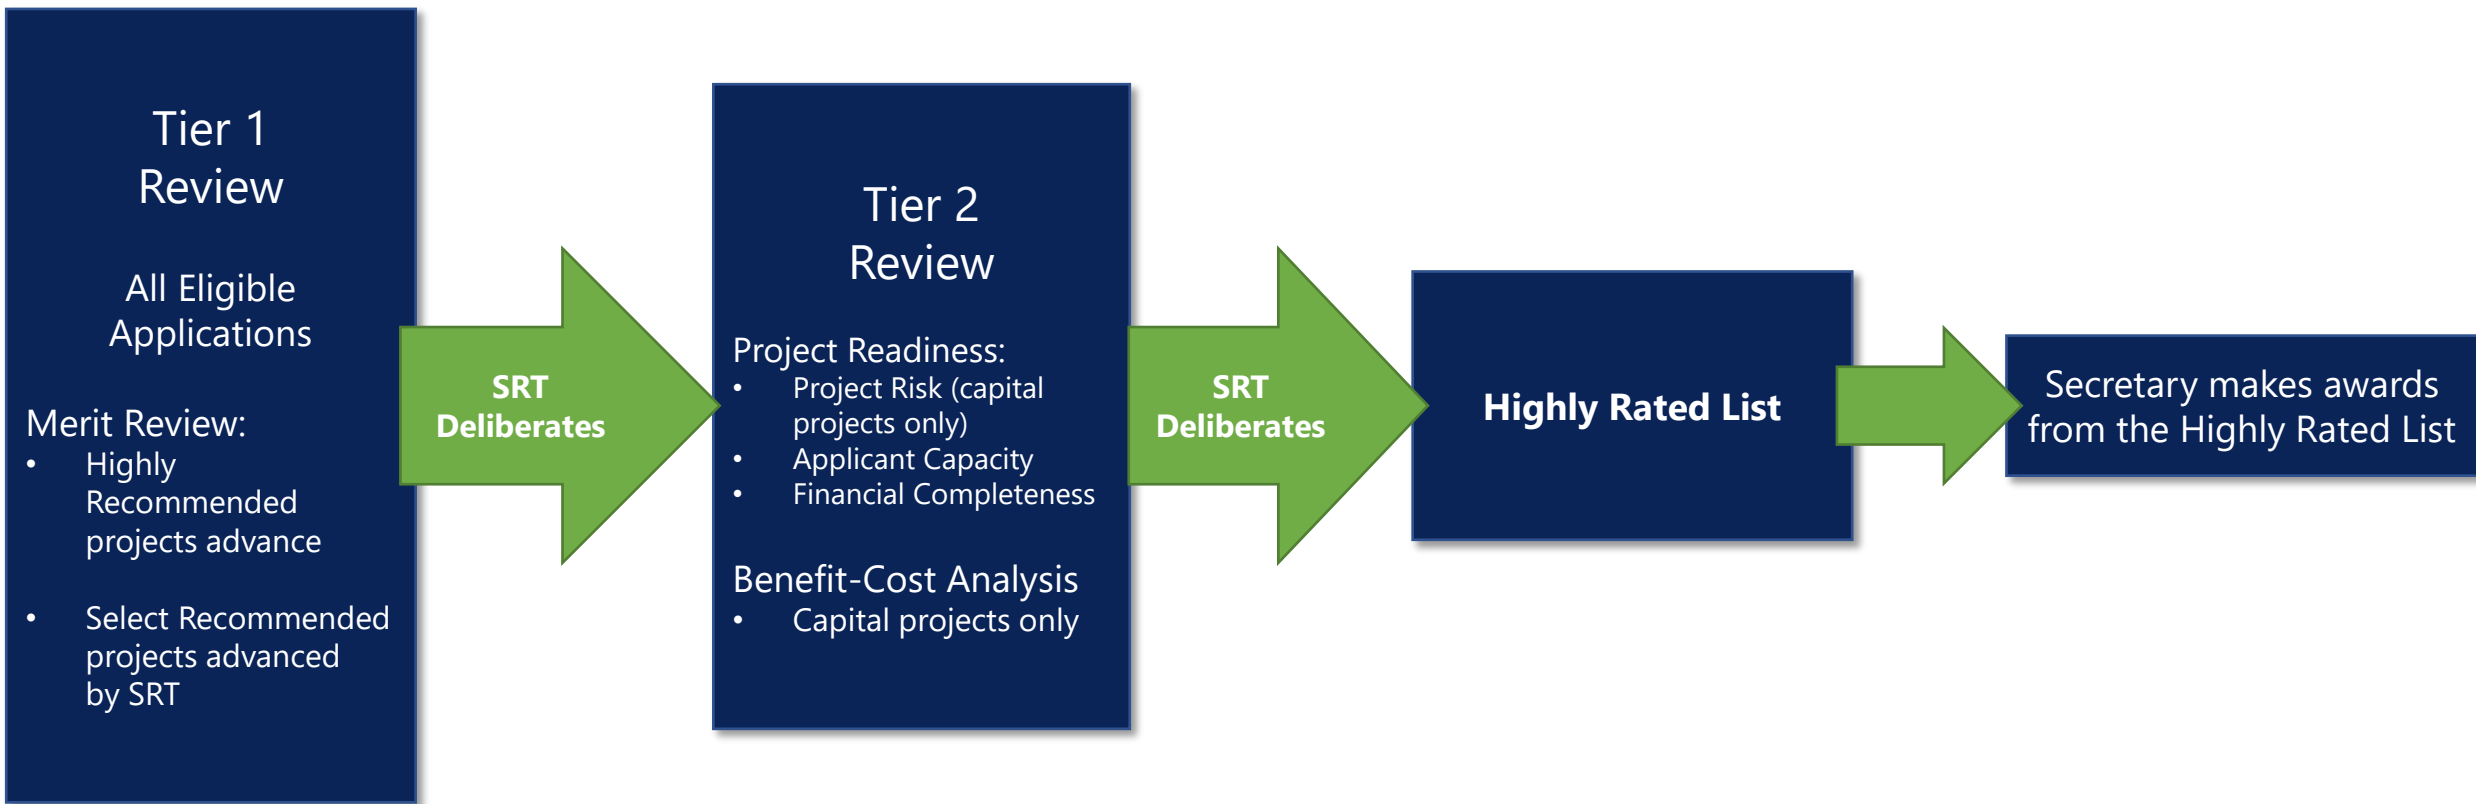 Tier 1
Review
All Eligible
Applications
Merit Review:
• Highly
Recommended
projects advance
• Select Recommended
projects advanced
by SRT
SRT
Deliberates
Tier 2
Review
Project Readiness:
• Project Risk (capital
projects only)
• Applicant Capacity
• Financial Completeness
Benefit-Cost Analysis
• Capital projects only
SRT
Deliberates
Highly Rated List
Secretary makes awards
from the Highly Rated List